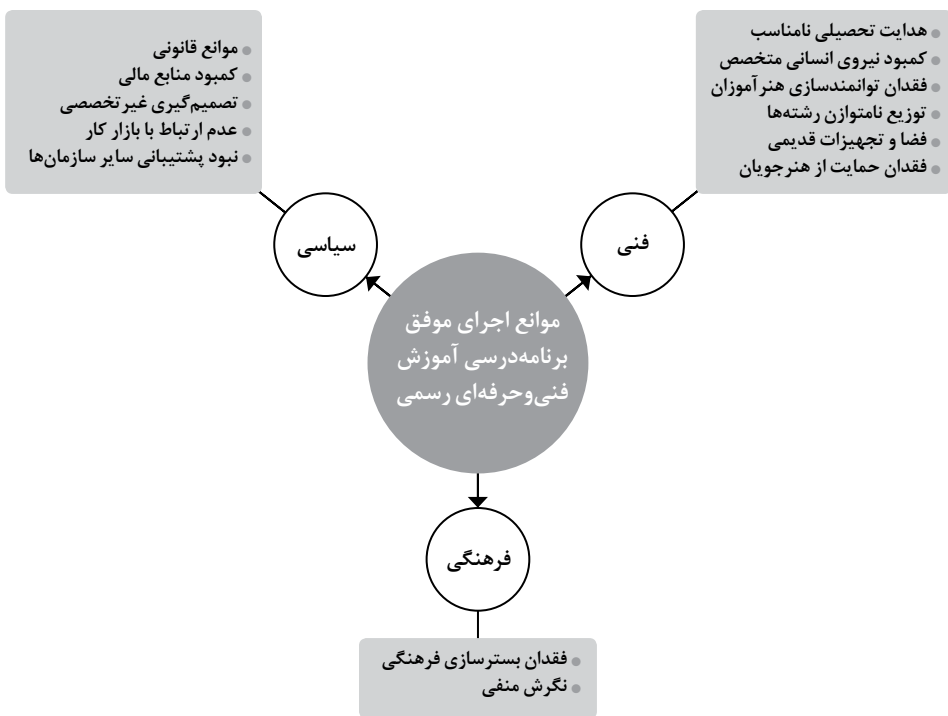 هدایت تحصیلی نامناسب
کمبود نیروی انسانی متخصص
فقدان توانمندسازی هنرآموزان
توزیع نامتوازن رشته‌ها
فضا و تجهیزات قدیمی
فقدان حمایت از هنرجویان
موانع قانونی
کمبود منابع مالی
تصمیم‌گیری غیرتخصصی
عدم ارتباط با بازار کار
نبود پشتیبانی سایر سازمان‌ها
فنی
سیاسی
موانع اجرای موفق
برنامه‌درسی آموزش
فنی‌وحرفه‌ای رسمی
فرهنگی
فقدان بسترسازی فرهنگی
نگرش منفی